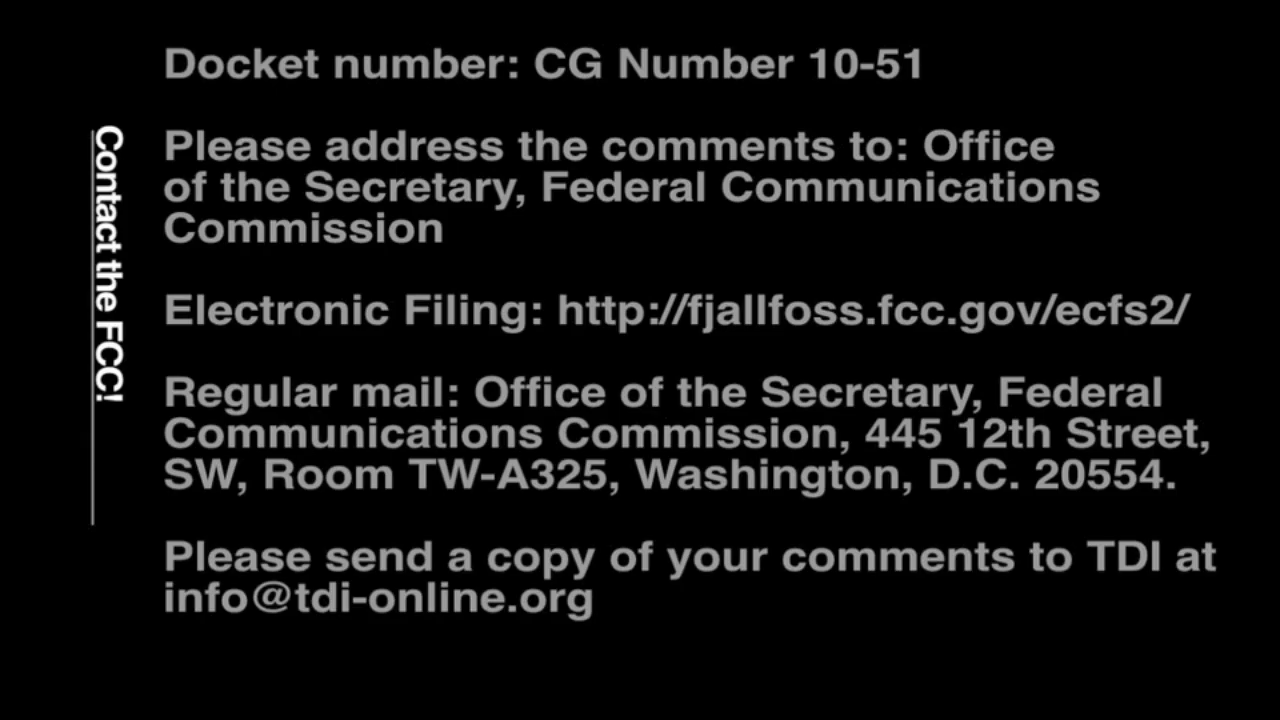 Contact the FCC!
Docket number: CG Number 10-51
Please address the comments to: Office
of the Secretary, Federal Communications
Commission
Electronic Filing: http://fjallfoss.fcc.gov/ecfs2/
Regular mail: Office of the Secretary, Federal
Communications Commission, 445 12th Street,
SW, Room TW-A325, Washington, D.C. 20554.
Please send a copy of your comments to TDI at
info@tdi-online.org